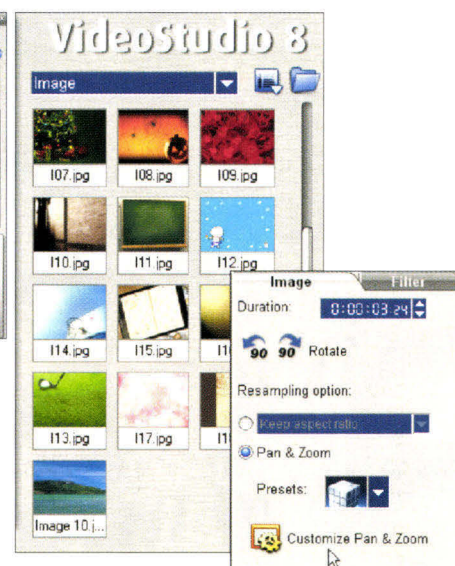 VideoStudio 8
Image
I07.jpg I08.jpg I09.jpg
I10.jpg I11.jpg I12.jpg
I14.jpg I15.jpg
I13.jpg I17.jpg
Image 10.j...
Image Filter
Duration: 0:00:03:24
90 90 Rotate
Resampling option:
Keep aspect ratio
Pan & Zoom
Presets:
Customize Pan & Zoom